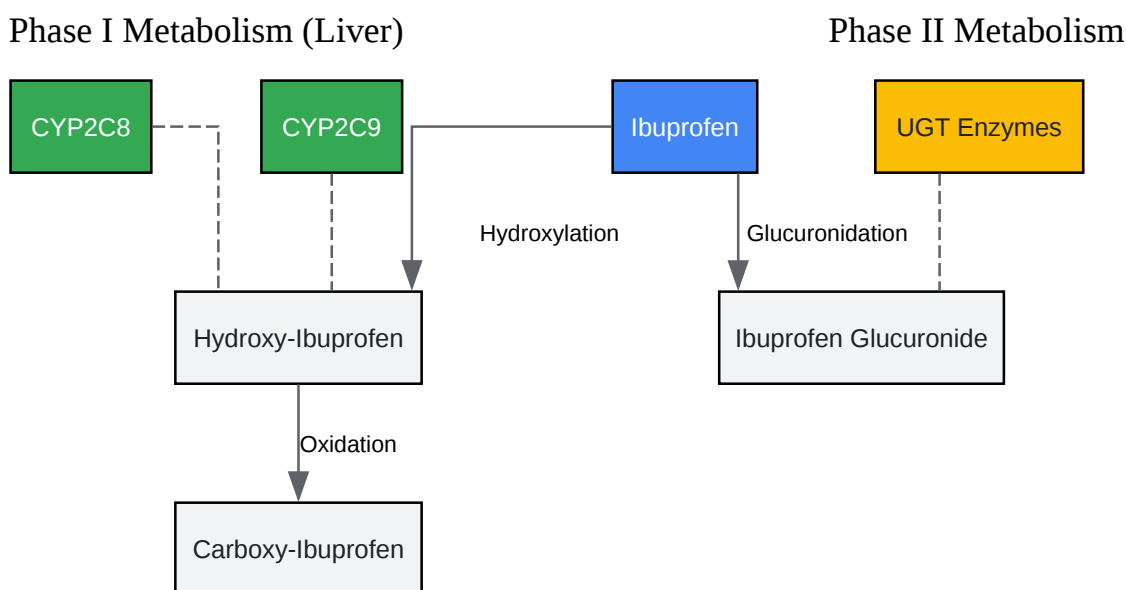 Phase I Metabolism (Liver)
Phase II Metabolism
CYP2C8
CYP2C9
Ibuprofen
UGT Enzymes
Hydroxylation
Glucuronidation
Hydroxy-Ibuprofen
Ibuprofen Glucuronide
Oxidation
Carboxy-Ibuprofen